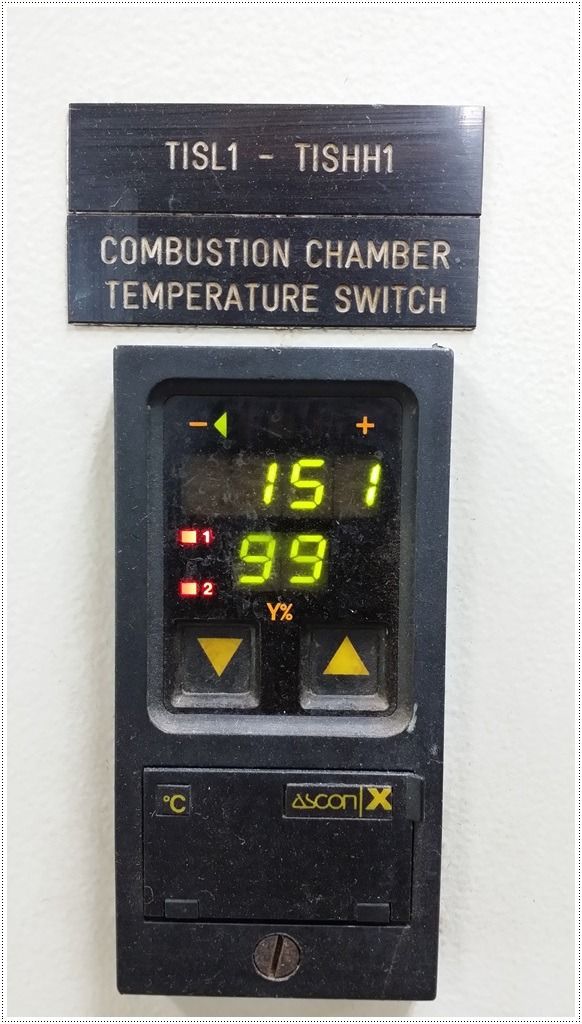 TISL1 - TISHH1
COMBUSTION CHAMBER
TEMPERATURE SWITCH
- +
151
1
99
2
Y%
°C
ascon X